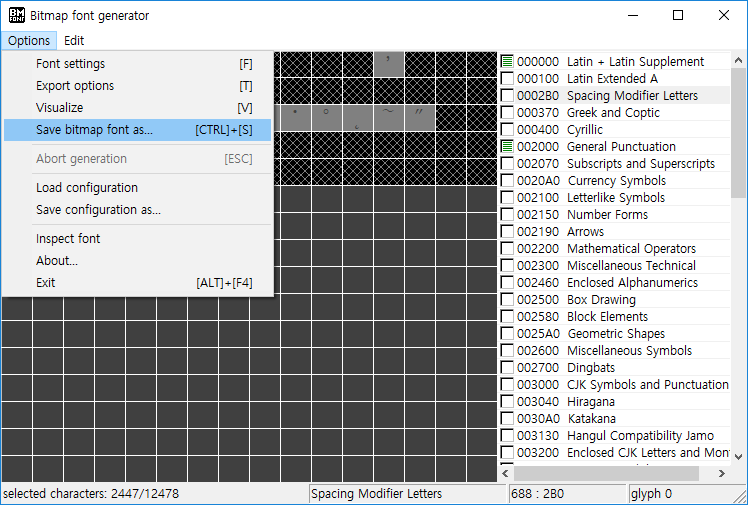 BM FONT Bitmap font generator
Options Edit
Font settings [F]
Export options [T]
Visualize [V]
Save bitmap font as... [CTRL]+[S]
Abort generation [ESC]
Load configuration
Save configuration as...
Inspect font
About...
Exit [ALT]+[F4]
000000 Latin + Latin Supplement
000100 Latin Extended A
0002B0 Spacing Modifier Letters
000370 Greek and Coptic
000400 Cyrillic
002000 General Punctuation
002070 Subscripts and Superscripts
0020A0 Currency Symbols
002100 Letterlike Symbols
002150 Number Forms
002190 Arrows
002200 Mathematical Operators
002300 Miscellaneous Technical
002460 Enclosed Alphanumerics
002500 Box Drawing
002580 Block Elements
0025A0 Geometric Shapes
002600 Miscellaneous Symbols
002700 Dingbats
003000 CJK Symbols and Punctuation
003040 Hiragana
0030A0 Katakana
003130 Hangul Compatibility Jamo
003200 Enclosed CJK Letters and Mon
selected characters: 2447/12478 Spacing Modifier Letters 688 : 2B0 glyph 0